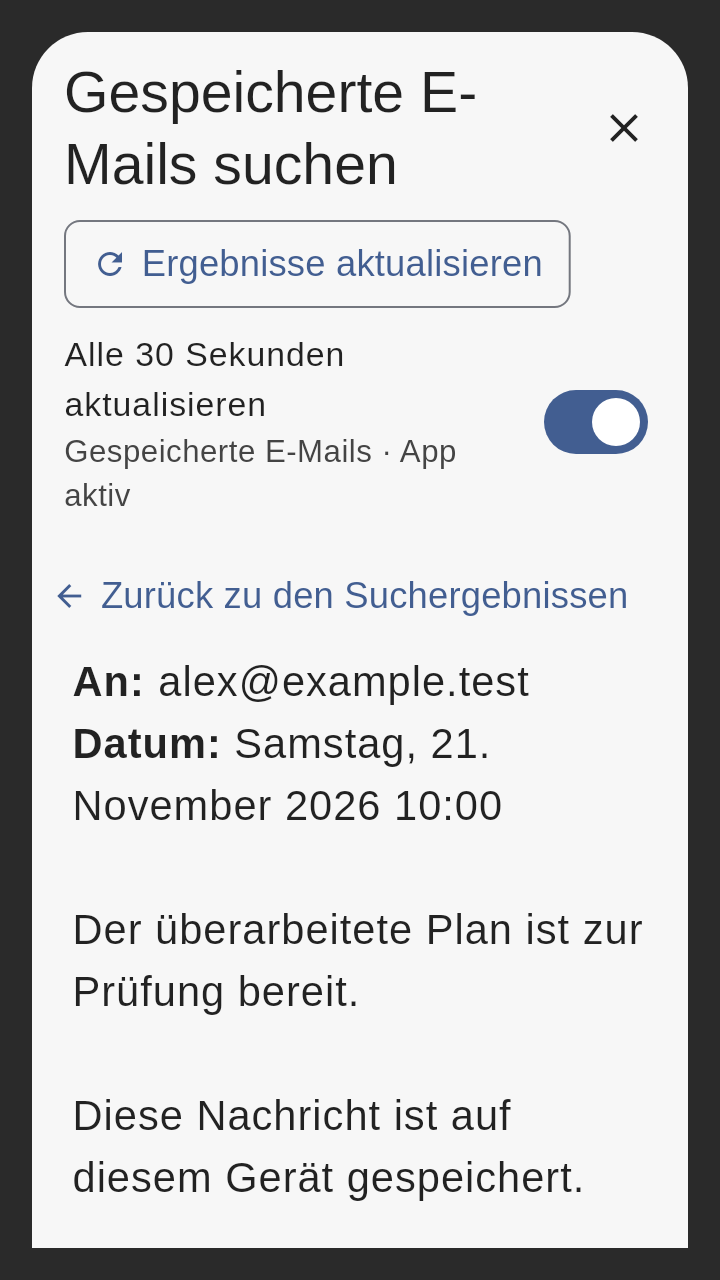 Gespeicherte E-
Mails suchen
Ergebnisse aktualisieren
Alle 30 Sekunden
aktualisieren
Gespeicherte E-Mails · App
aktiv
Zurück zu den Suchergebnissen
An: alex@example.test
Datum: Samstag, 21.
November 2026 10:00
Der überarbeitete Plan ist zur
Prüfung bereit.
Diese Nachricht ist auf
diesem Gerät gespeichert.